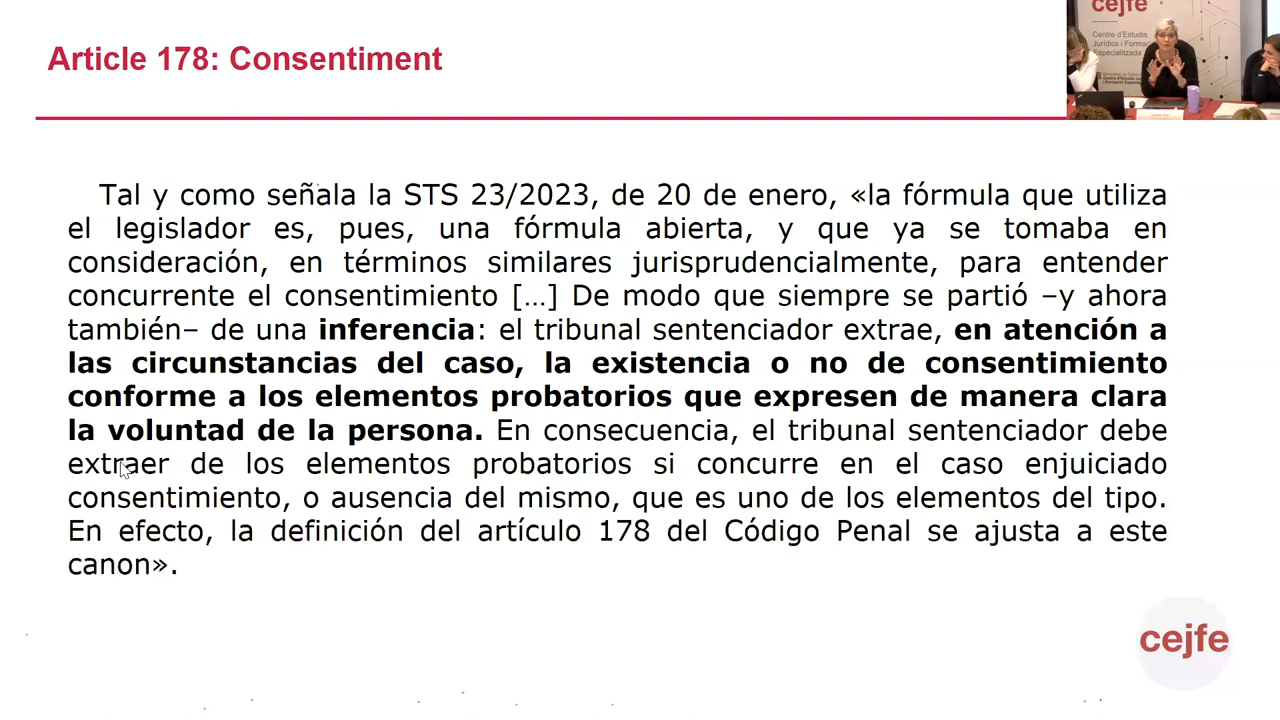 Article 178: Consentiment
cejfe
Centre d'Estudis
Jurídics i Formació
Especialitzada
Tal y como señala la STS 23/2023, de 20 de enero, «la fórmula que utiliza
el legislador es, pues, una fórmula abierta, y que ya se tomaba en
consideración, en términos similares jurisprudencialmente, para entender
concurrente el consentimiento […] De modo que siempre se partió –y ahora
también– de una inferencia: el tribunal sentenciador extrae, en atención a
las circunstancias del caso, la existencia o no de consentimiento
conforme a los elementos probatorios que expresen de manera clara
la voluntad de la persona. En consecuencia, el tribunal sentenciador debe
extraer de los elementos probatorios si concurre en el caso enjuiciado
consentimiento, o ausencia del mismo, que es uno de los elementos del tipo.
En efecto, la definición del artículo 178 del Código Penal se ajusta a este
canon».
cejfe